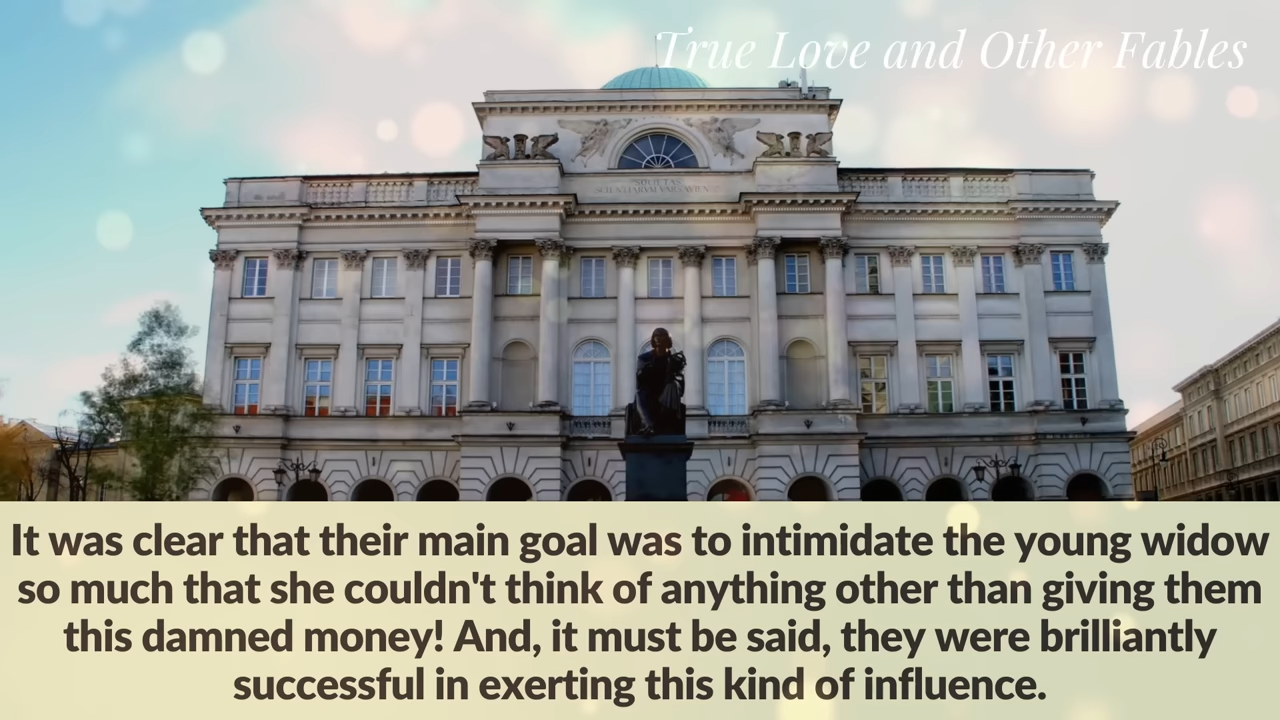 True Love and Other Fables
SOCIETAS
It was clear that their main goal was to intimidate the young widow
so much that she couldn't think of anything other than giving them
this damned money! And, it must be said, they were brilliantly
successful in exerting this kind of influence.